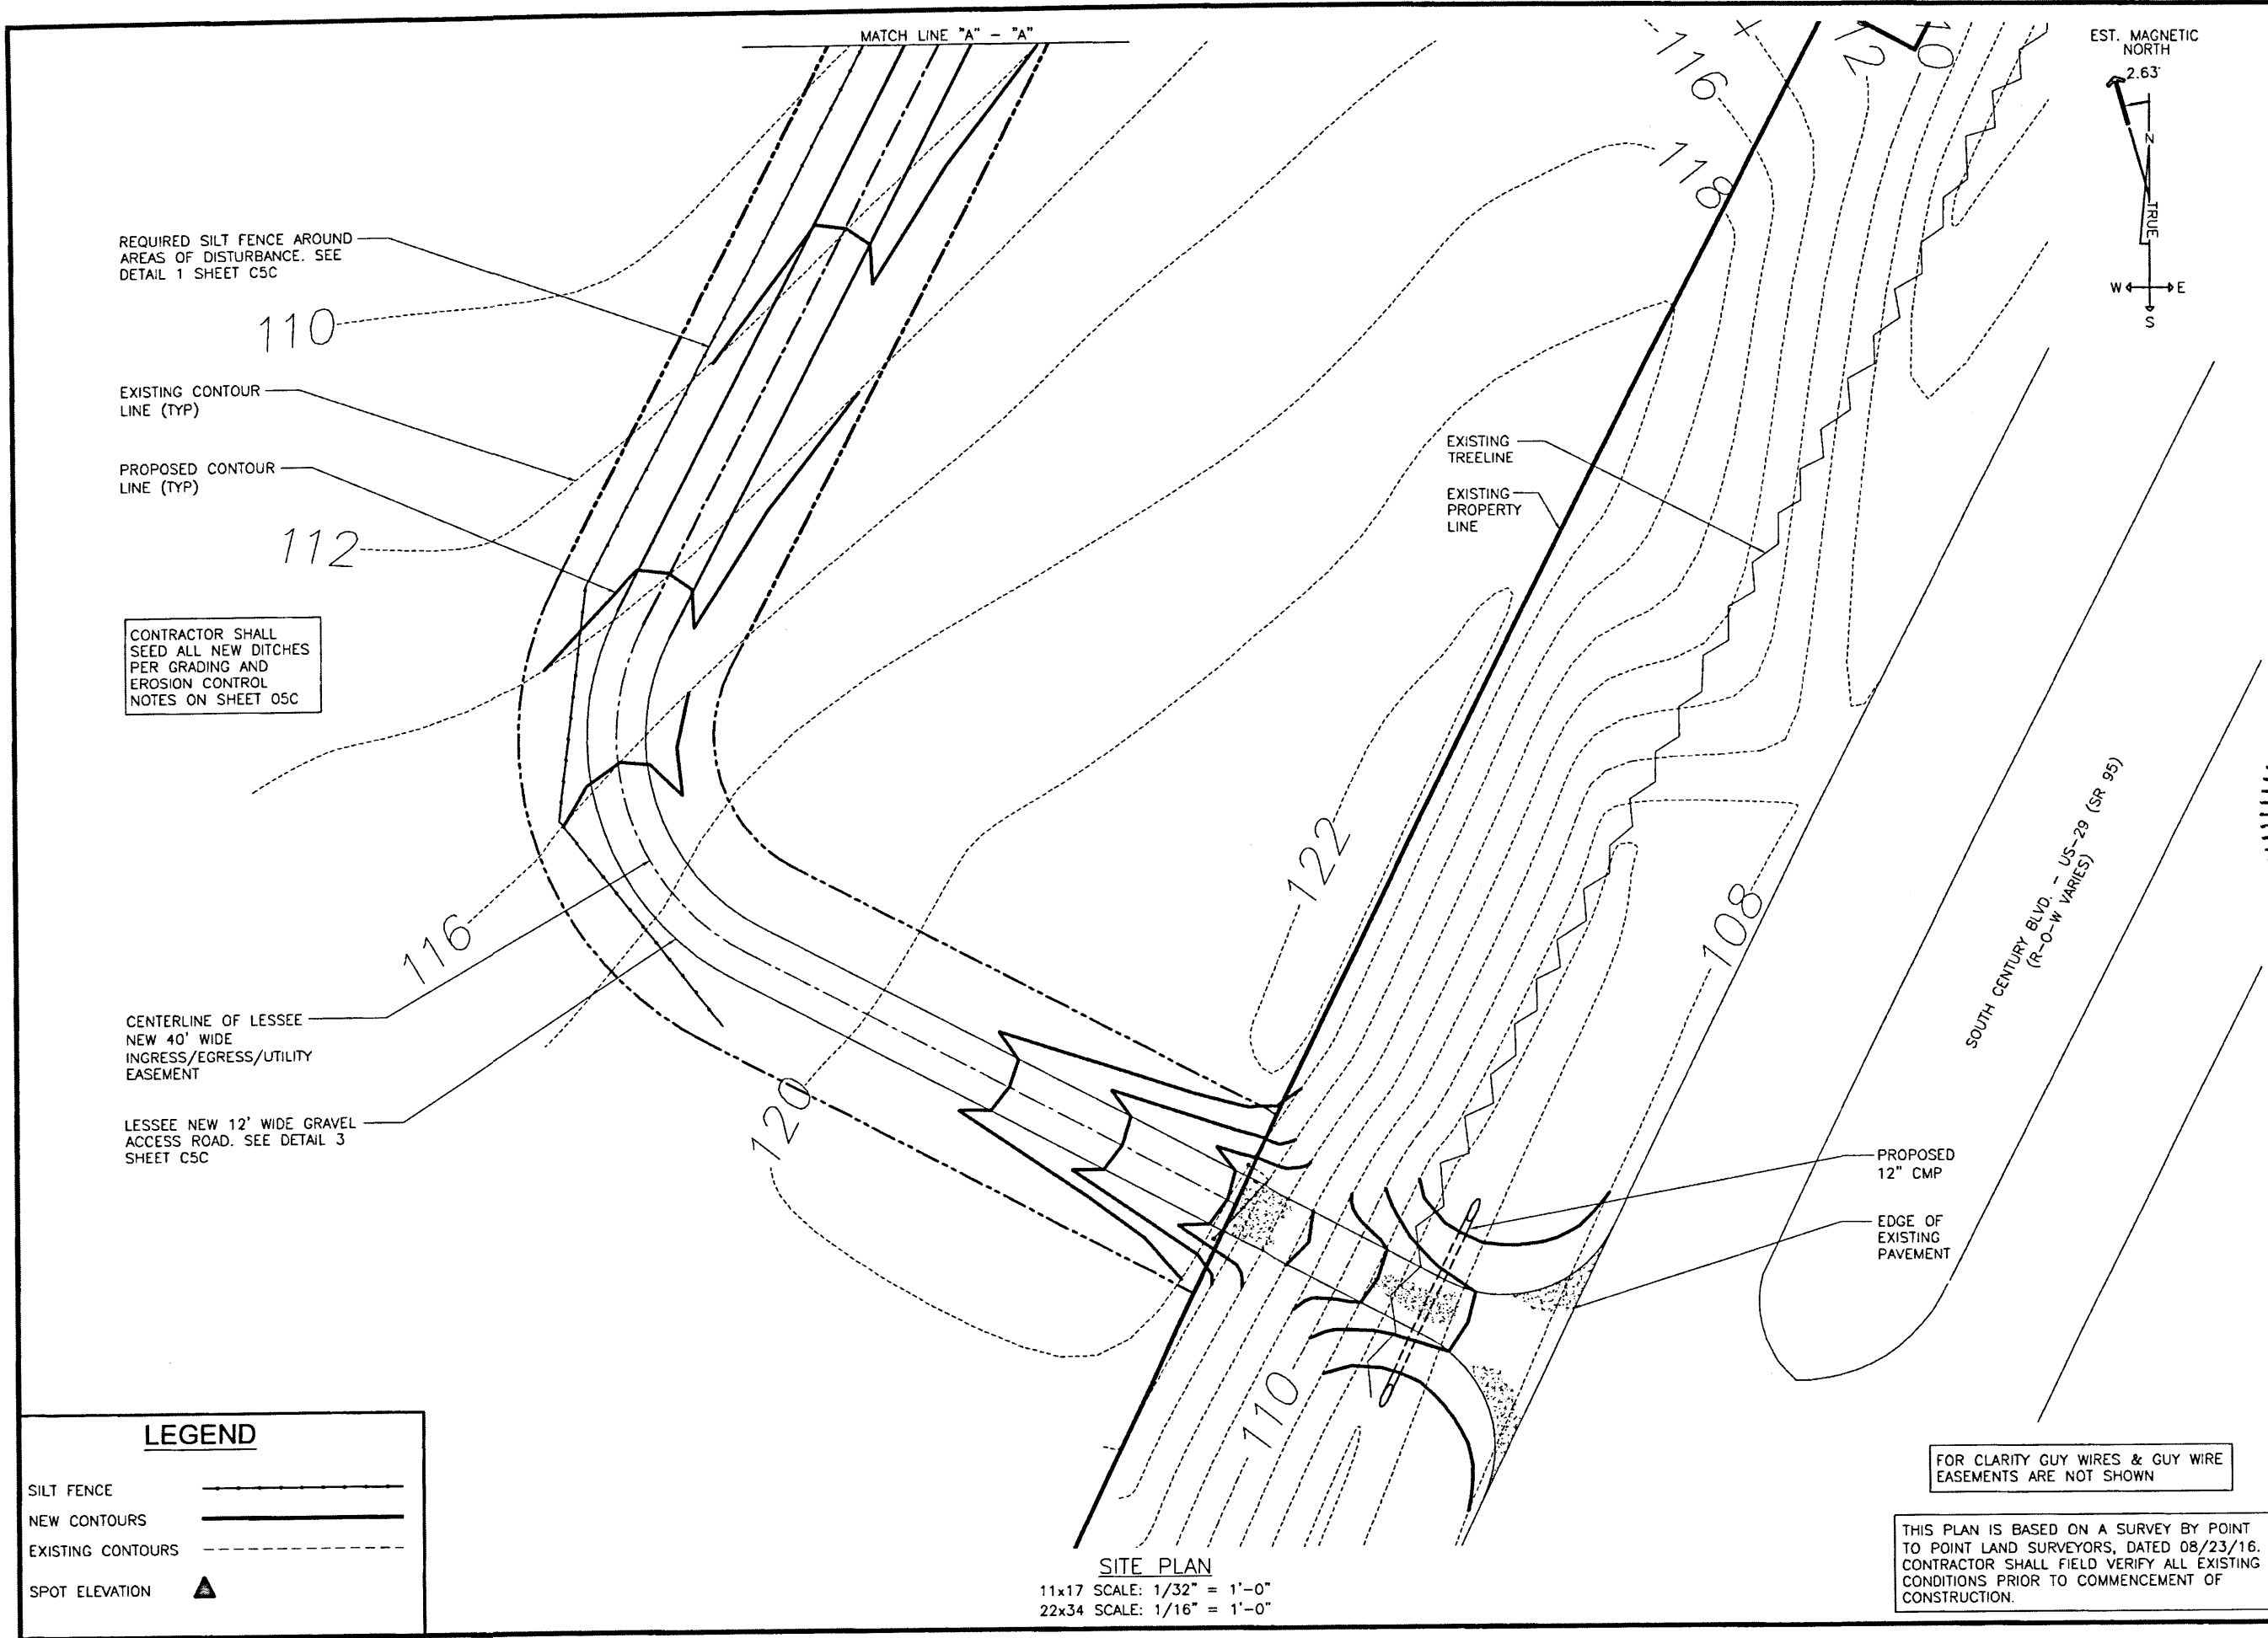 MATCH LINE "A" - "A"
EST. MAGNETIC
NORTH
2.63°
N
TRUE
W
E
S
116
118
12
10
REQUIRED SILT FENCE AROUND
AREAS OF DISTURBANCE. SEE
DETAIL 1 SHEET C5C
110
EXISTING CONTOUR
LINE (TYP)
PROPOSED CONTOUR
LINE (TYP)
112
EXISTING
TREELINE
EXISTING
PROPERTY
LINE
CONTRACTOR SHALL
SEED ALL NEW DITCHES
PER GRADING AND
EROSION CONTROL
NOTES ON SHEET 05C
122
116
108
SOUTH CENTURY BLVD. - US-29 (SR 95)
(R-O-W VARIES)
CENTERLINE OF LESSEE
NEW 40' WIDE
INGRESS/EGRESS/UTILITY
EASEMENT
120
LESSEE NEW 12' WIDE GRAVEL
ACCESS ROAD. SEE DETAIL 3
SHEET C5C
PROPOSED
12" CMP
EDGE OF
EXISTING
PAVEMENT
110
LEGEND
SILT FENCE
NEW CONTOURS
EXISTING CONTOURS
SPOT ELEVATION
SITE PLAN
11x17 SCALE: 1/32" = 1'-0"
22x34 SCALE: 1/16" = 1'-0"
FOR CLARITY GUY WIRES & GUY WIRE
EASEMENTS ARE NOT SHOWN
THIS PLAN IS BASED ON A SURVEY BY POINT
TO POINT LAND SURVEYORS, DATED 08/23/16.
CONTRACTOR SHALL FIELD VERIFY ALL EXISTING
CONDITIONS PRIOR TO COMMENCEMENT OF
CONSTRUCTION.